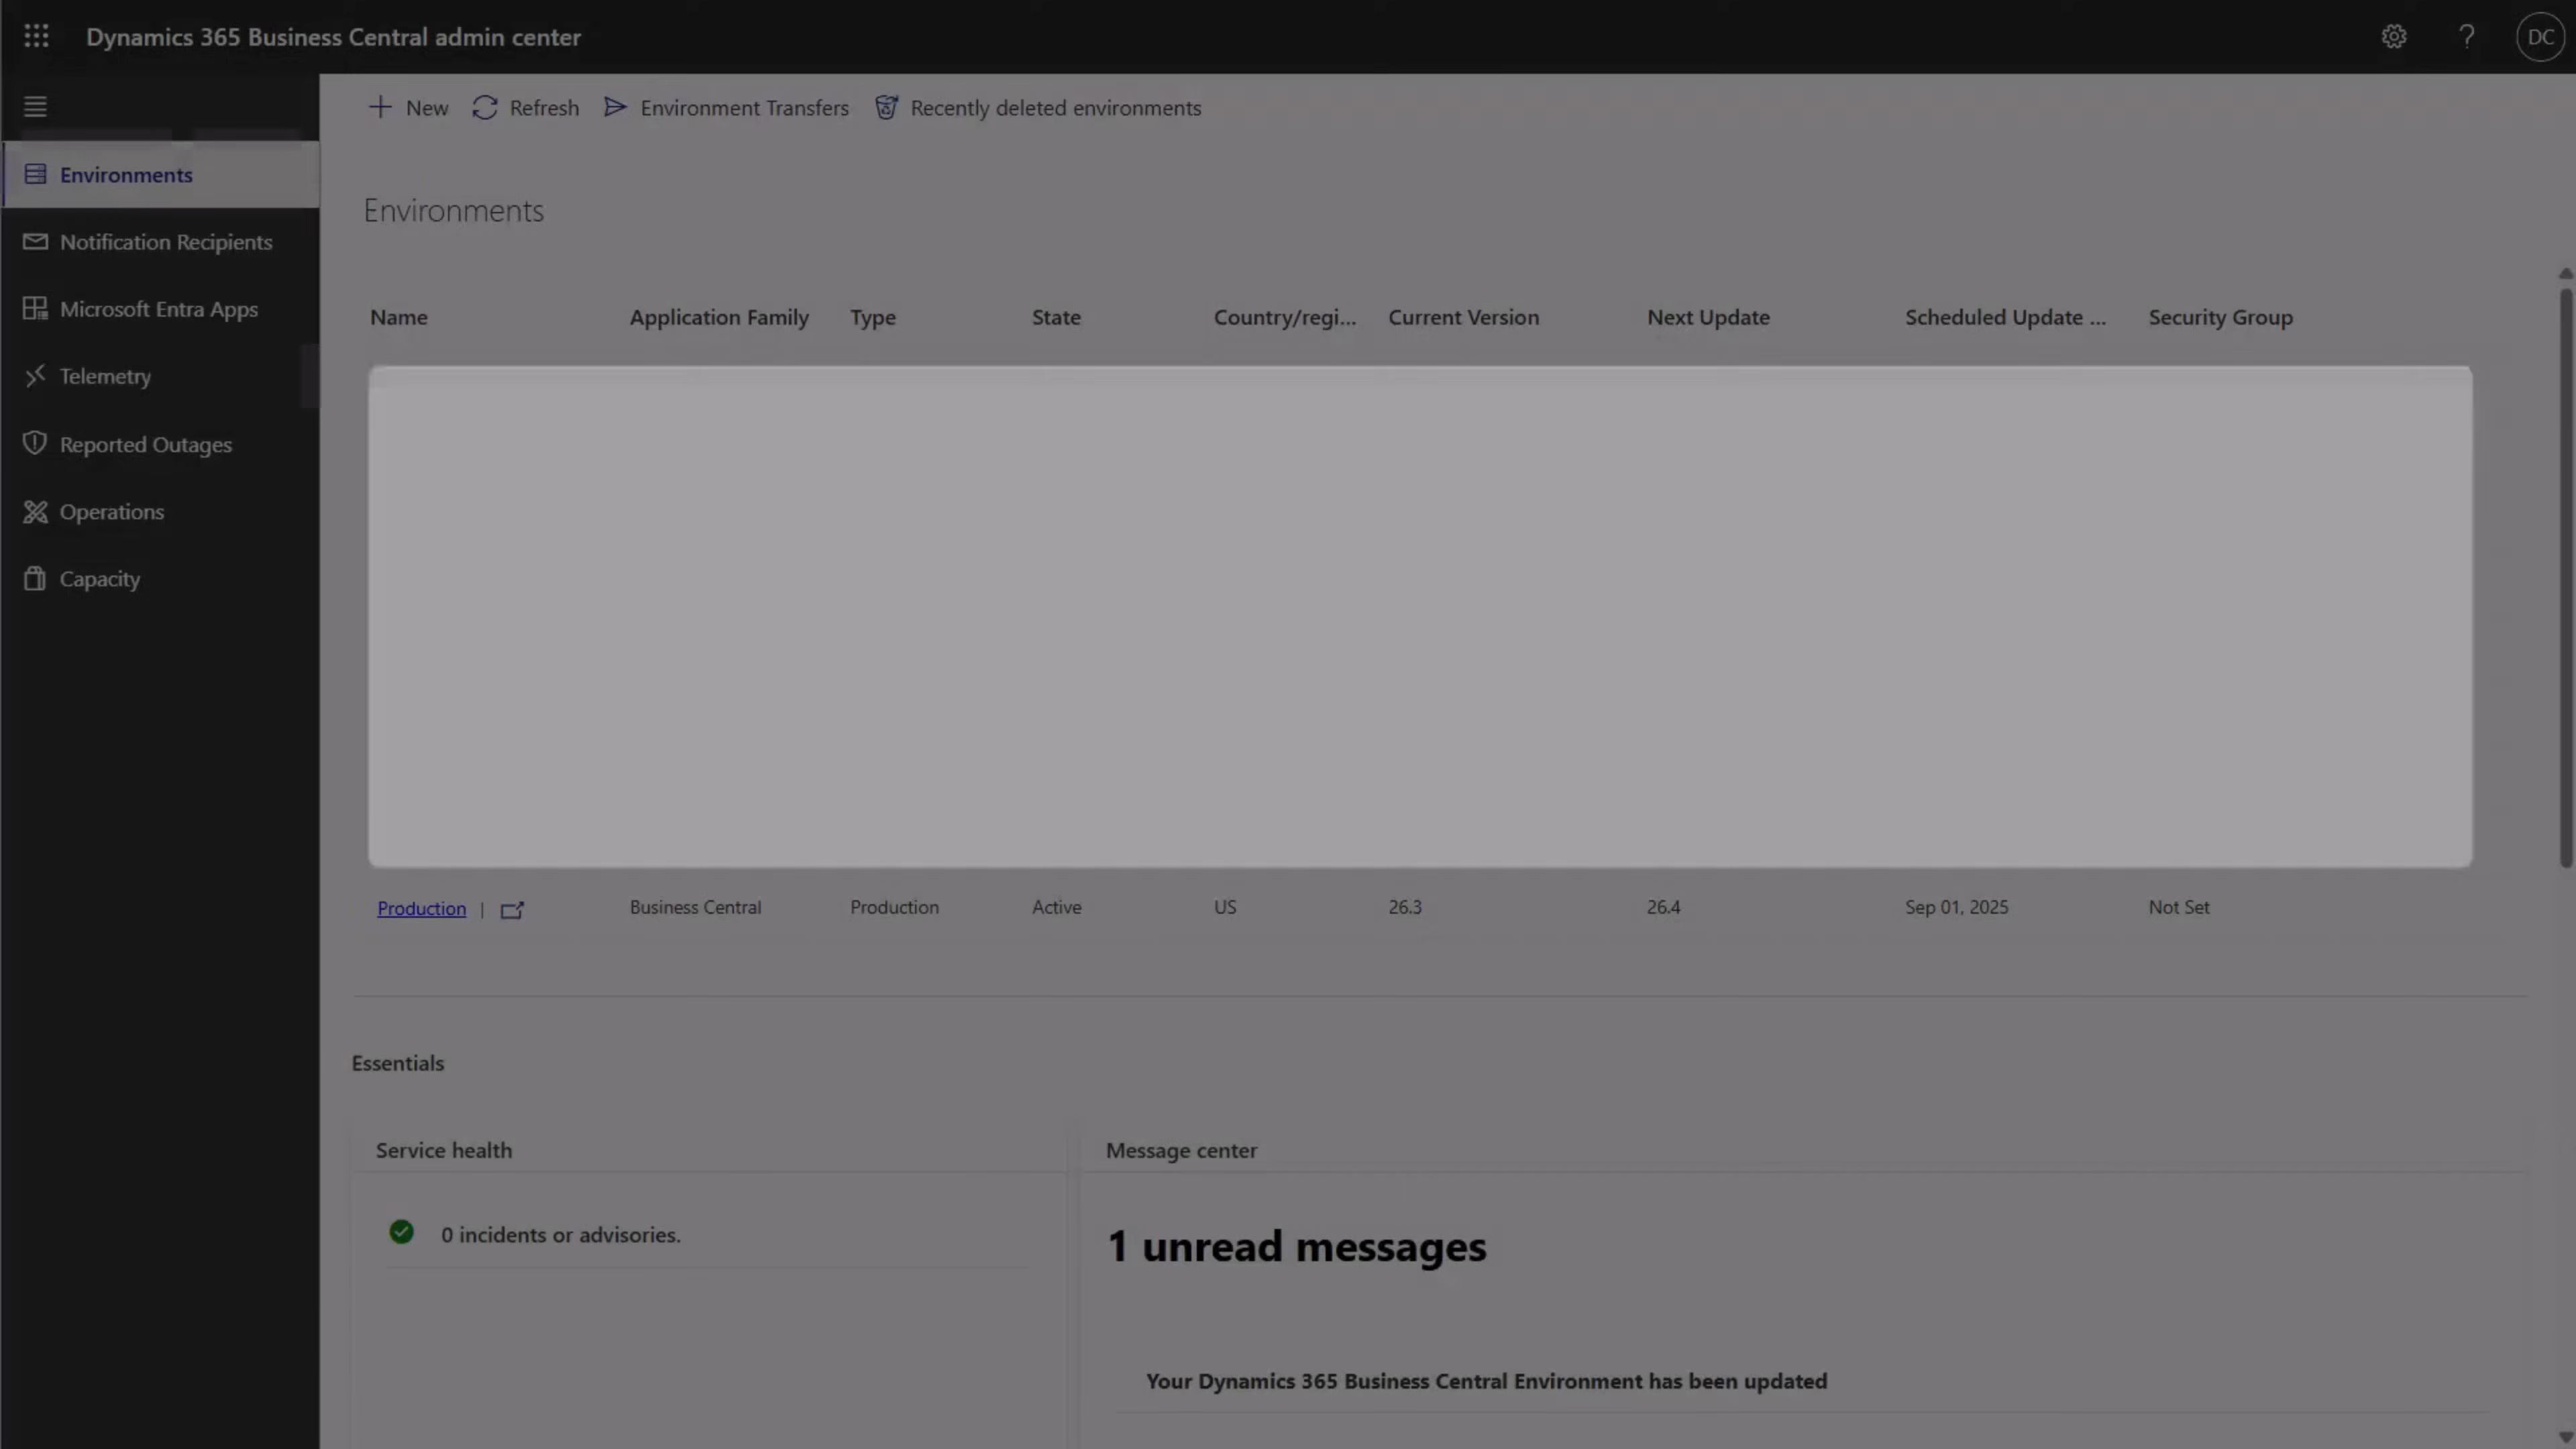 Dynamics 365 Business Central admin center
DC
New Refresh Environment Transfers Recently deleted environments
Environments
Notification Recipients
Microsoft Entra Apps
Telemetry
Reported Outages
Operations
Capacity
Environments
Name Application Family Type State Country/regi... Current Version Next Update Scheduled Update ... Security Group
Production | Business Central Production Active US 26.3 26.4 Sep 01, 2025 Not Set
Essentials
Service health
0 incidents or advisories.
Message center
1 unread messages
Your Dynamics 365 Business Central Environment has been updated